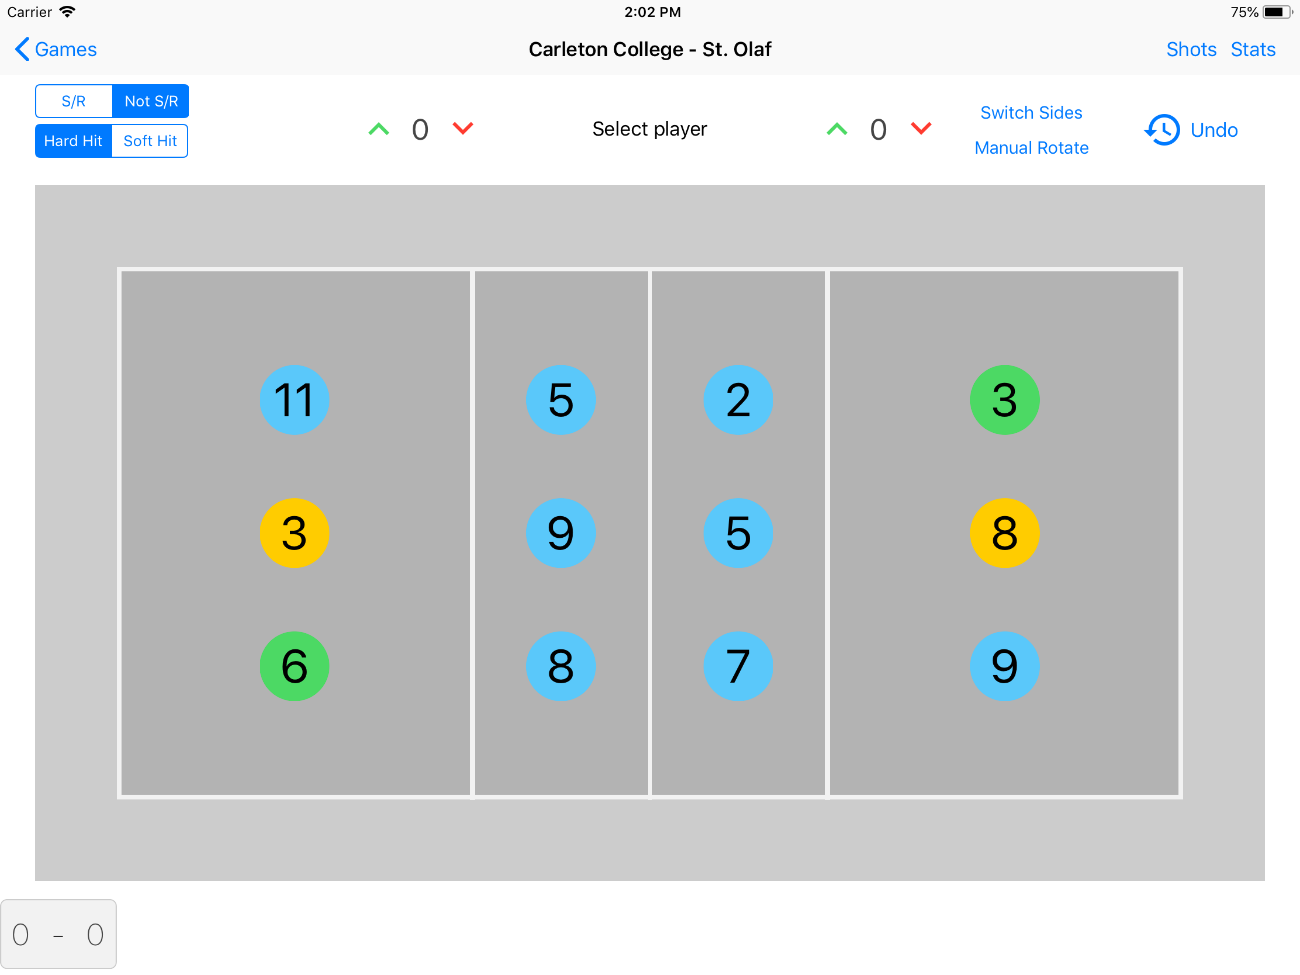 Carrier 2:02 PM 75%
Games Carleton College - St. Olaf Shots Stats
S/R Not S/R
Hard Hit Soft Hit
0 Select player 0
Switch Sides
Manual Rotate
Undo
11 5 2 3
3 9 5 8
6 8 7 9
0 - 0